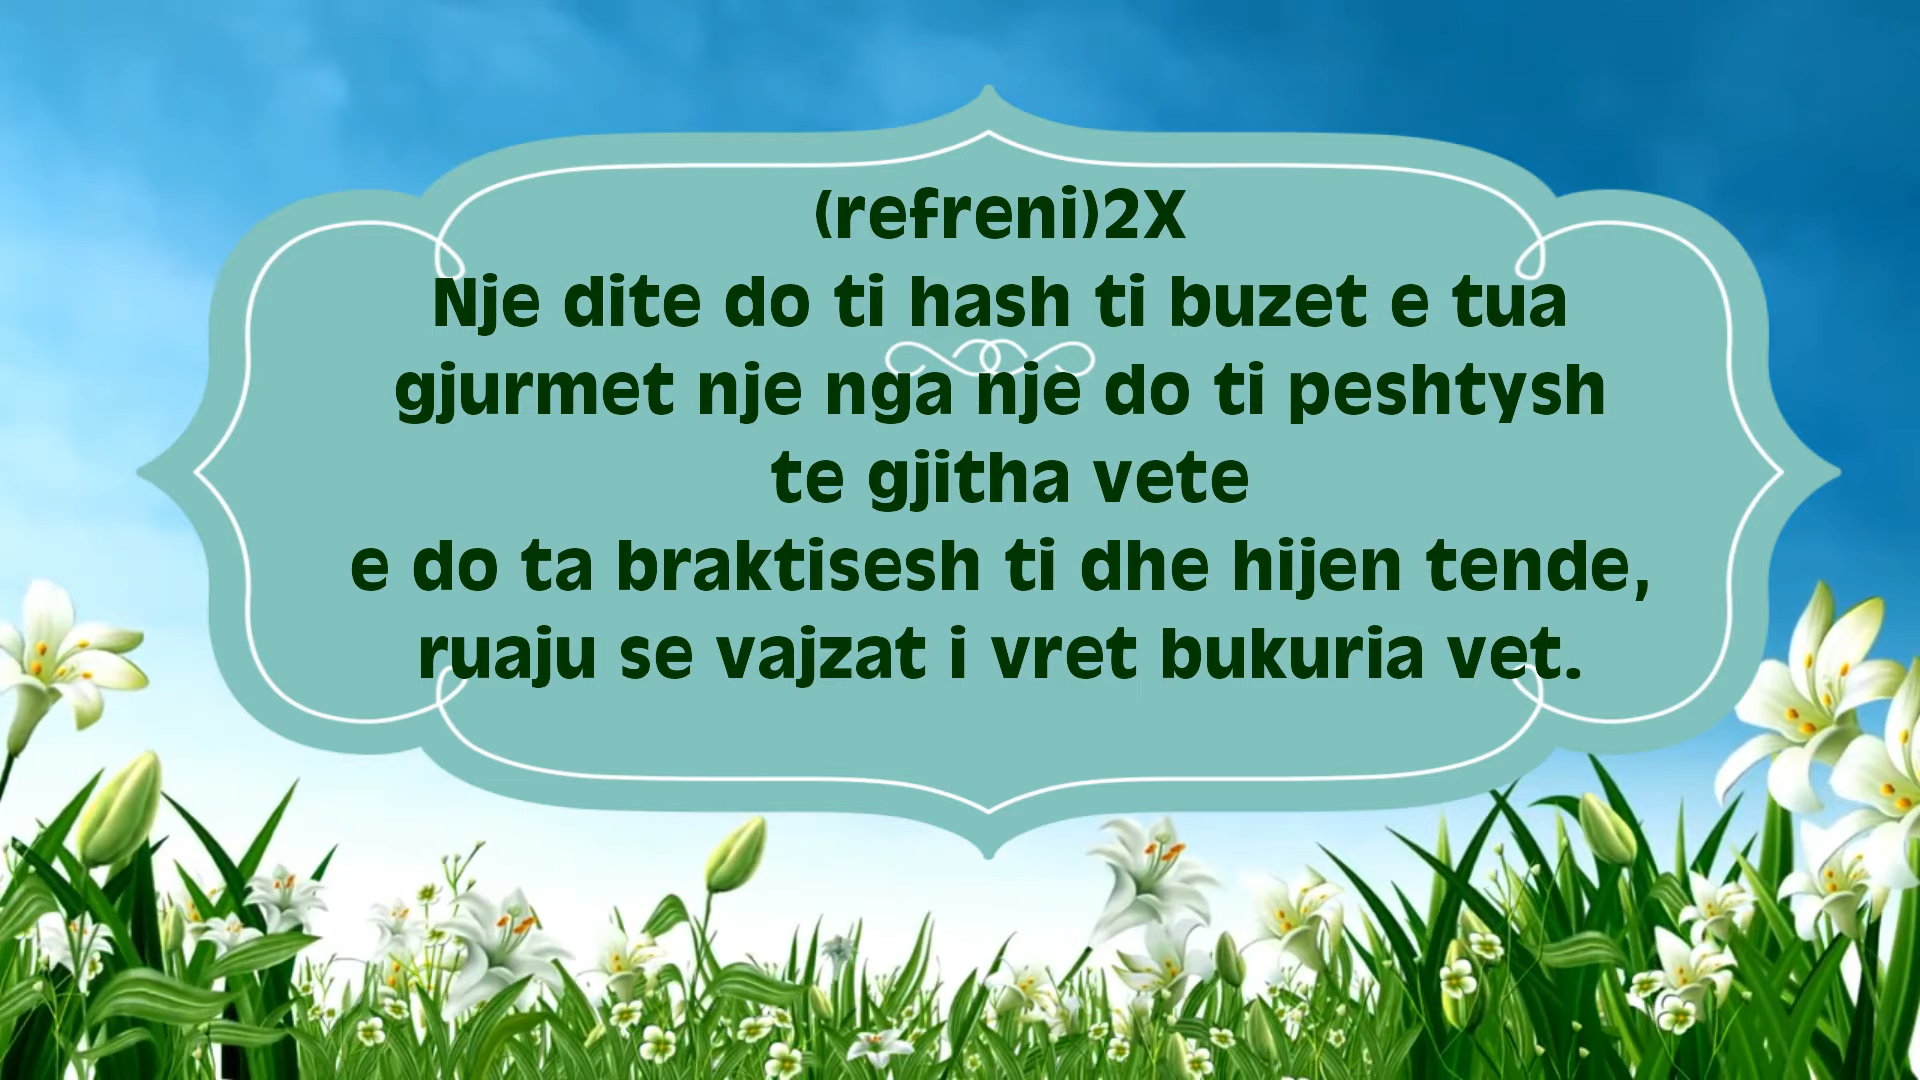 (refreni)2X
Nje dite do ti hash ti buzet e tua
gjurmet nje nga nje do ti peshtysh
te gjitha vete
e do ta braktisesh ti dhe hijen tende,
ruaju se vajzat i vret bukuria vet.